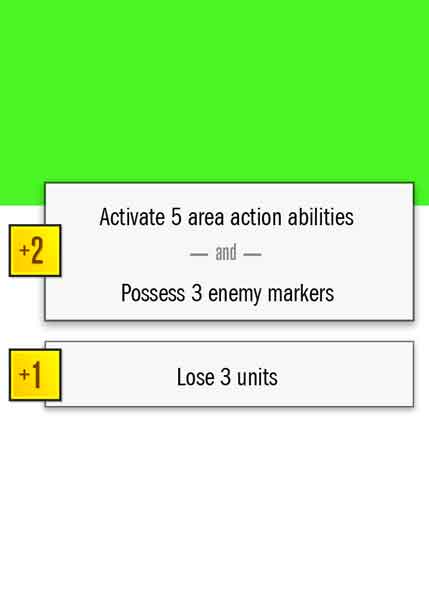 Activate 5 area action abilities
— and —
+2
Possess 3 enemy markers
+1
Lose 3 units